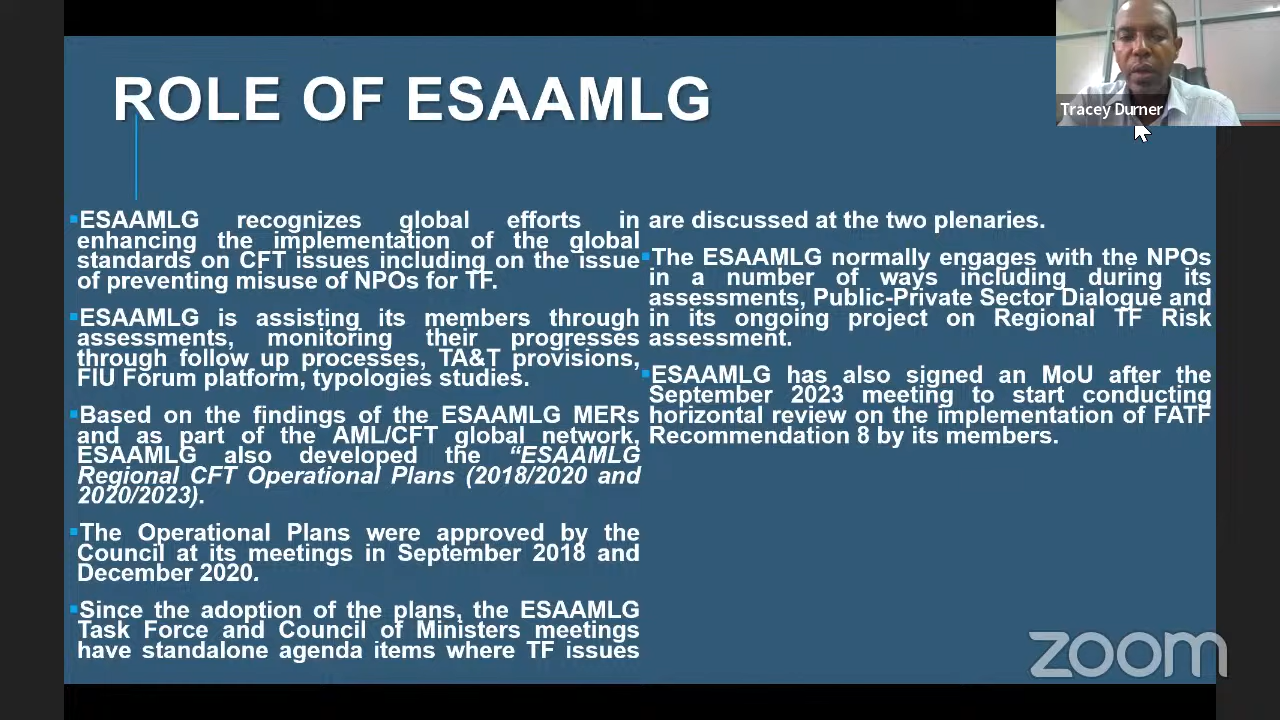 ROLE OF ESAAMLG
Tracey Durner
▪ESAAMLG recognizes global efforts in
enhancing the implementation of the global
standards on CFT issues including on the issue
of preventing misuse of NPOs for TF.
▪ESAAMLG is assisting its members through
assessments, monitoring their progresses
through follow up processes, TA&T provisions,
FIU Forum platform, typologies studies.
▪Based on the findings of the ESAAMLG MERs
and as part of the AML/CFT global network,
ESAAMLG also developed the “ESAAMLG
Regional CFT Operational Plans (2018/2020 and
2020/2023).
▪The Operational Plans were approved by the
Council at its meetings in September 2018 and
December 2020.
▪Since the adoption of the plans, the ESAAMLG
Task Force and Council of Ministers meetings
have standalone agenda items where TF issues
are discussed at the two plenaries.
▪The ESAAMLG normally engages with the NPOs
in a number of ways including during its
assessments, Public-Private Sector Dialogue and
in its ongoing project on Regional TF Risk
assessment.
▪ESAAMLG has also signed an MoU after the
September 2023 meeting to start conducting
horizontal review on the implementation of FATF
Recommendation 8 by its members.
zoom